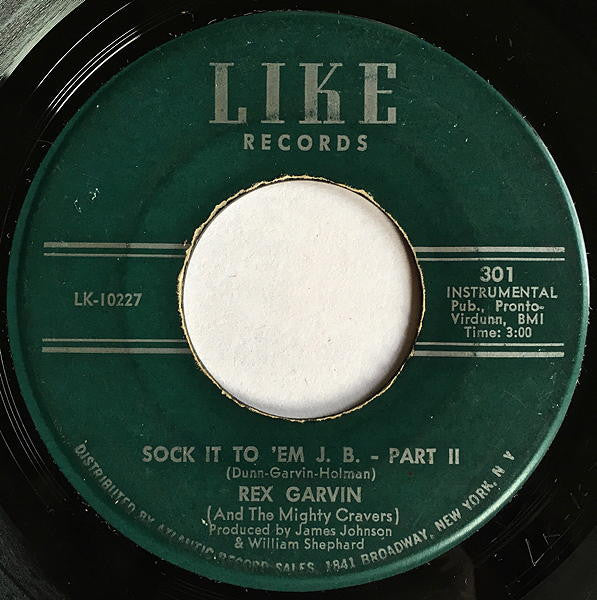 LIKE
RECORDS
LK-10227
301
INSTRUMENTAL
Pub., Pronto-
Virdunn, BMI
Time: 3:00
SOCK IT TO 'EM J. B. - PART II
(Dunn-Garvin-Holman)
REX GARVIN
(And The Mighty Cravers)
Produced by James Johnson
& William Shephard
DISTRIBUTED BY ATLANTIC RECORD SALES, 1841 BROADWAY, NEW YORK, N Y